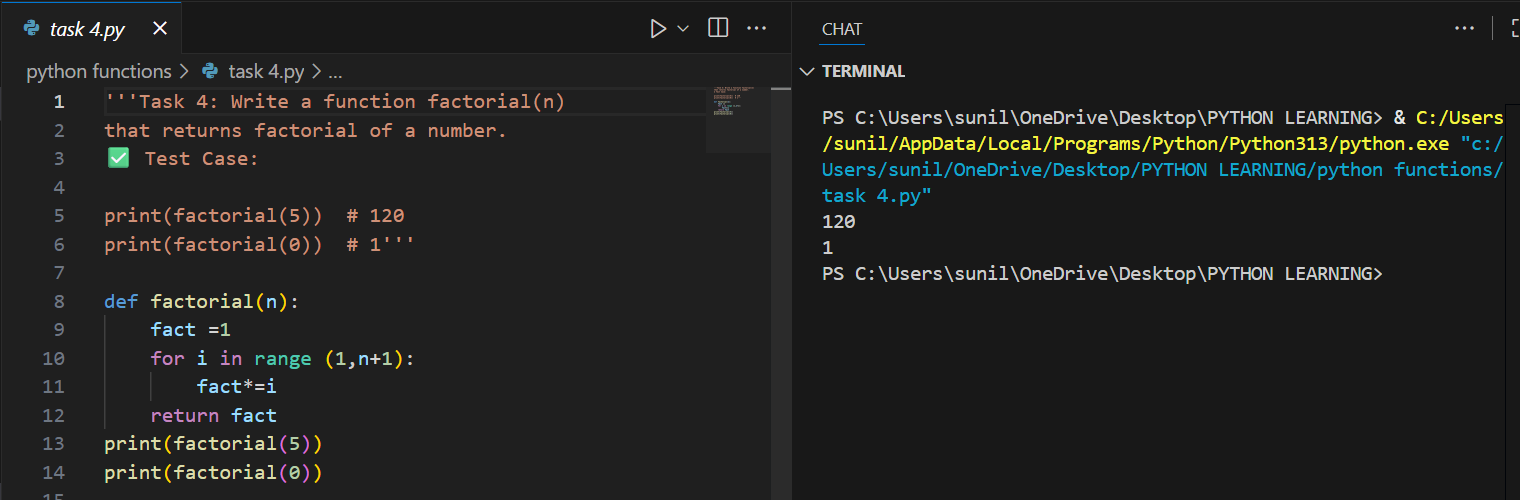 task 4.py
python functions > task 4.py > ...
1 '''Task 4: Write a function factorial(n)
2 that returns factorial of a number.
3 ✅ Test Case:
4
5 print(factorial(5))  # 120
6 print(factorial(0))  # 1'''
7
8 def factorial(n):
9     fact =1
10     for i in range (1,n+1):
11         fact*=i
12     return fact
13 print(factorial(5))
14 print(factorial(0))
15
CHAT
TERMINAL
PS C:\Users\sunil\OneDrive\Desktop\PYTHON LEARNING> & C:/Users
/sunil/AppData/Local/Programs/Python/Python313/python.exe "c:/
Users/sunil/OneDrive/Desktop/PYTHON LEARNING/python functions/
task 4.py"
120
1
PS C:\Users\sunil\OneDrive\Desktop\PYTHON LEARNING>